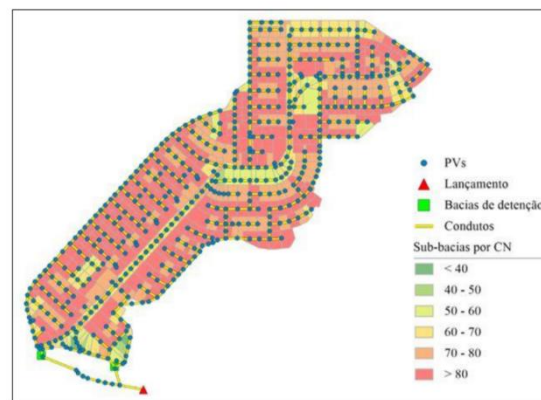 PVs
Lançamento
Bacias de detenção
Condutos
Sub-bacias por CN
< 40
40 - 50
50 - 60
60 - 70
70 - 80
> 80